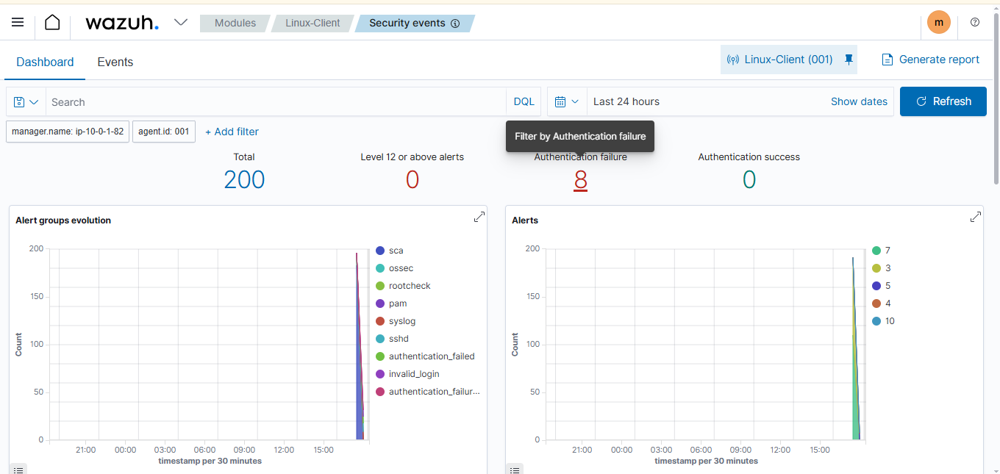 wazuh.
Modules
Linux-Client
Security events
m
Dashboard
Events
Linux-Client (001)
Generate report
Search
DQL
Last 24 hours
Show dates
Refresh
manager.name: ip-10-0-1-82
agent.id: 001
+ Add filter
Filter by Authentication failure
Total
200
Level 12 or above alerts
0
Authentication failure
8
Authentication success
0
Alert groups evolution
200
150
100
50
0
Count
21:00
00:00
03:00
06:00
09:00
12:00
15:00
timestamp per 30 minutes
sca
ossec
rootcheck
pam
syslog
sshd
authentication_failed
invalid_login
authentication_failur...
Alerts
200
150
100
50
0
Count
21:00
00:00
03:00
06:00
09:00
12:00
15:00
timestamp per 30 minutes
7
3
5
4
10